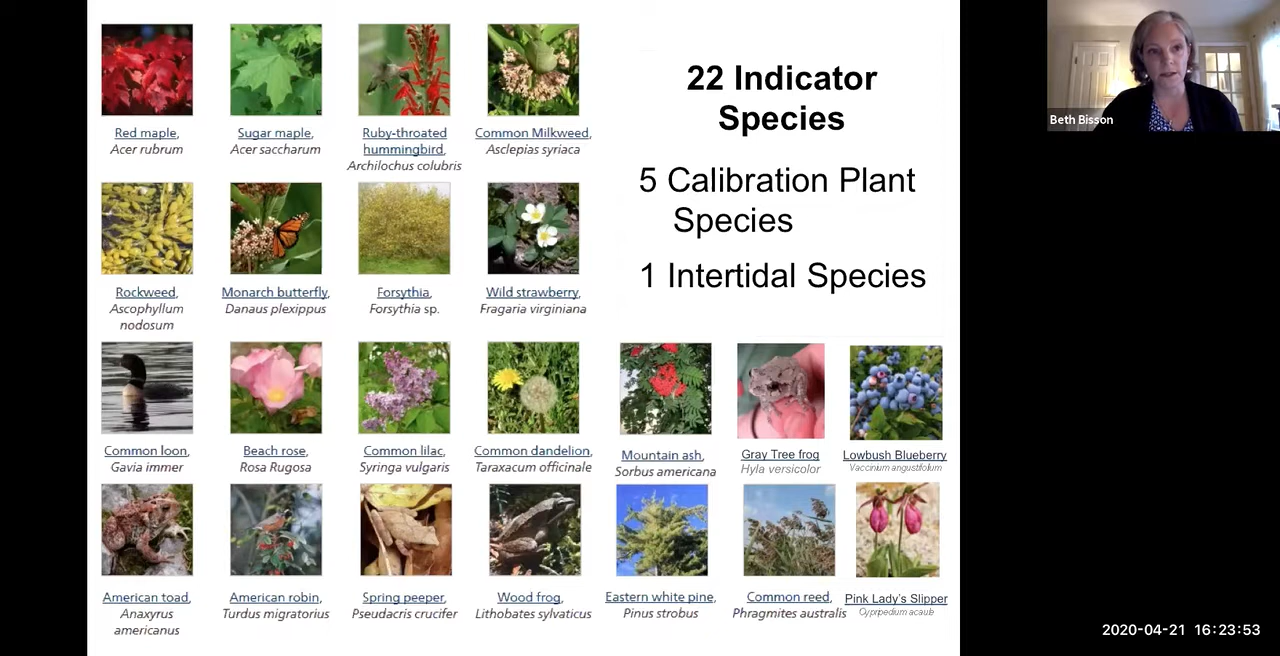 22 Indicator
Species
5 Calibration Plant
Species
1 Intertidal Species
Red maple,
Acer rubrum
Sugar maple,
Acer saccharum
Ruby-throated
hummingbird,
Archilochus colubris
Common Milkweed,
Asclepias syriaca
Rockweed,
Ascophyllum
nodosum
Monarch butterfly,
Danaus plexippus
Forsythia,
Forsythia sp.
Wild strawberry,
Fragaria virginiana
Common loon,
Gavia immer
Beach rose,
Rosa Rugosa
Common lilac,
Syringa vulgaris
Common dandelion,
Taraxacum officinale
Mountain ash,
Sorbus americana
Gray Tree frog
Hyla versicolor
Lowbush Blueberry
Vaccinium angustifolum
American toad,
Anaxyrus
americanus
American robin,
Turdus migratorius
Spring peeper,
Pseudacris crucifer
Wood frog,
Lithobates sylvaticus
Eastern white pine,
Pinus strobus
Common reed,
Phragmites australis
Pink Lady's Slipper
Cypripedium acaule
Beth Bisson
2020-04-21 16:23:53